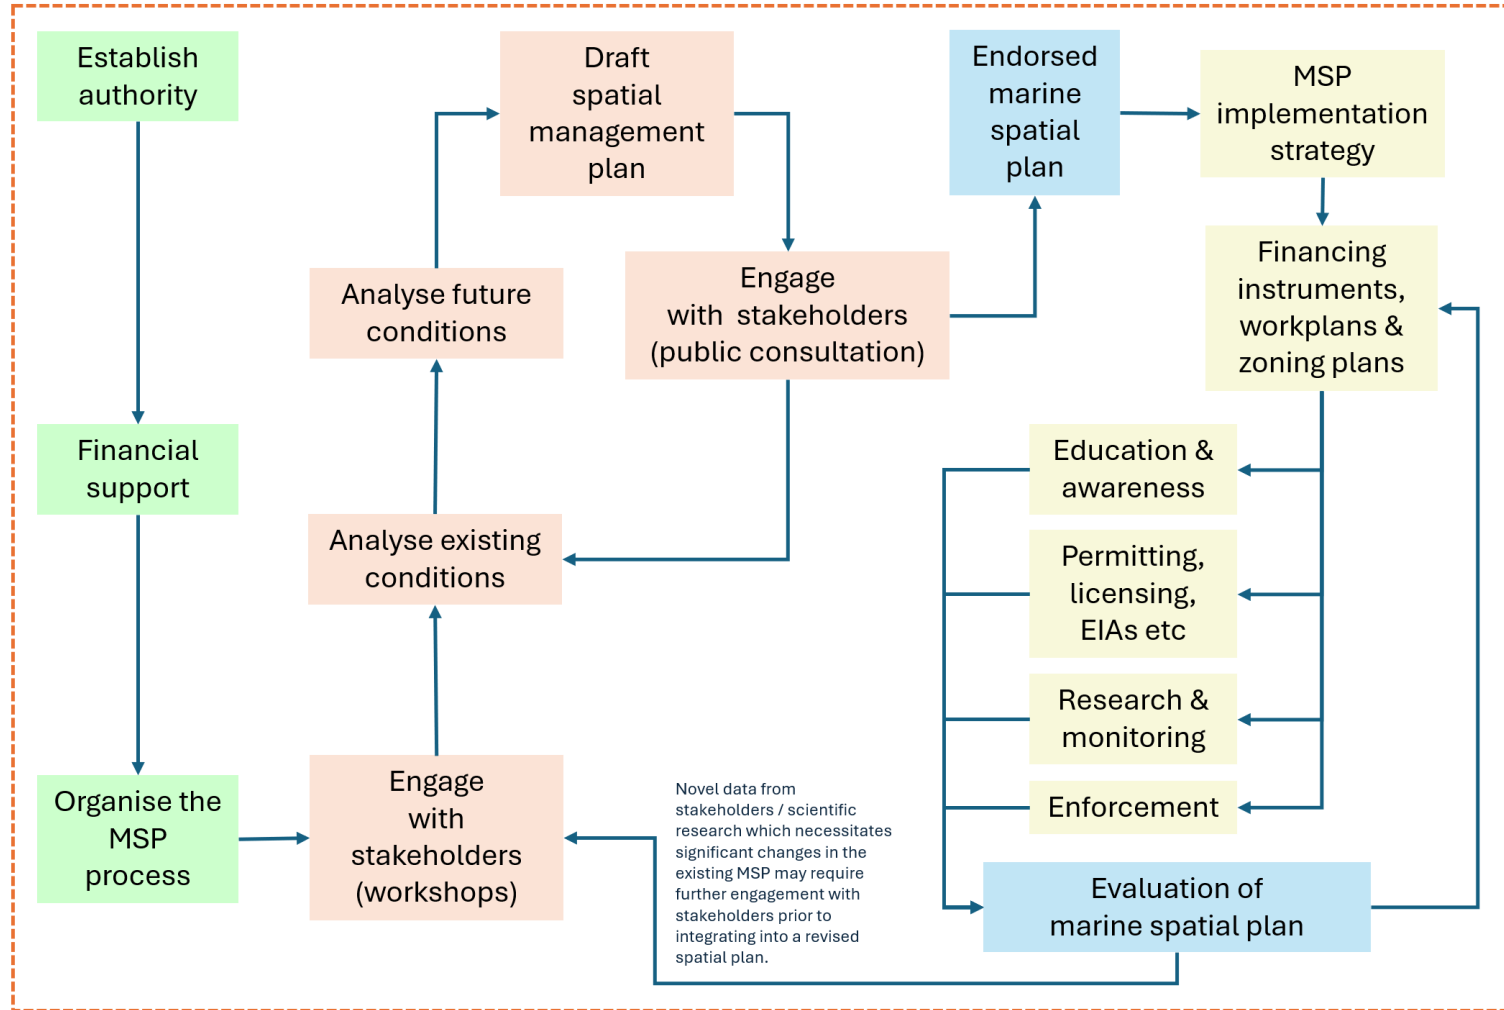 Establish
authority
Financial
support
Organise the
MSP
process
Draft
spatial
management
plan
Analyse future
conditions
Analyse existing
conditions
Engage
with
stakeholders
(workshops)
Engage
with stakeholders
(public consultation)
Novel data from
stakeholders / scientific
research which necessitates
significant changes in the
existing MSP may require
further engagement with
stakeholders prior to
integrating into a revised
spatial plan.
Endorsed
marine
spatial
plan
MSP
implementation
strategy
Financing
instruments,
workplans &
zoning plans
Education &
awareness
Permitting,
licensing,
EIAs etc
Research &
monitoring
Enforcement
Evaluation of
marine spatial plan